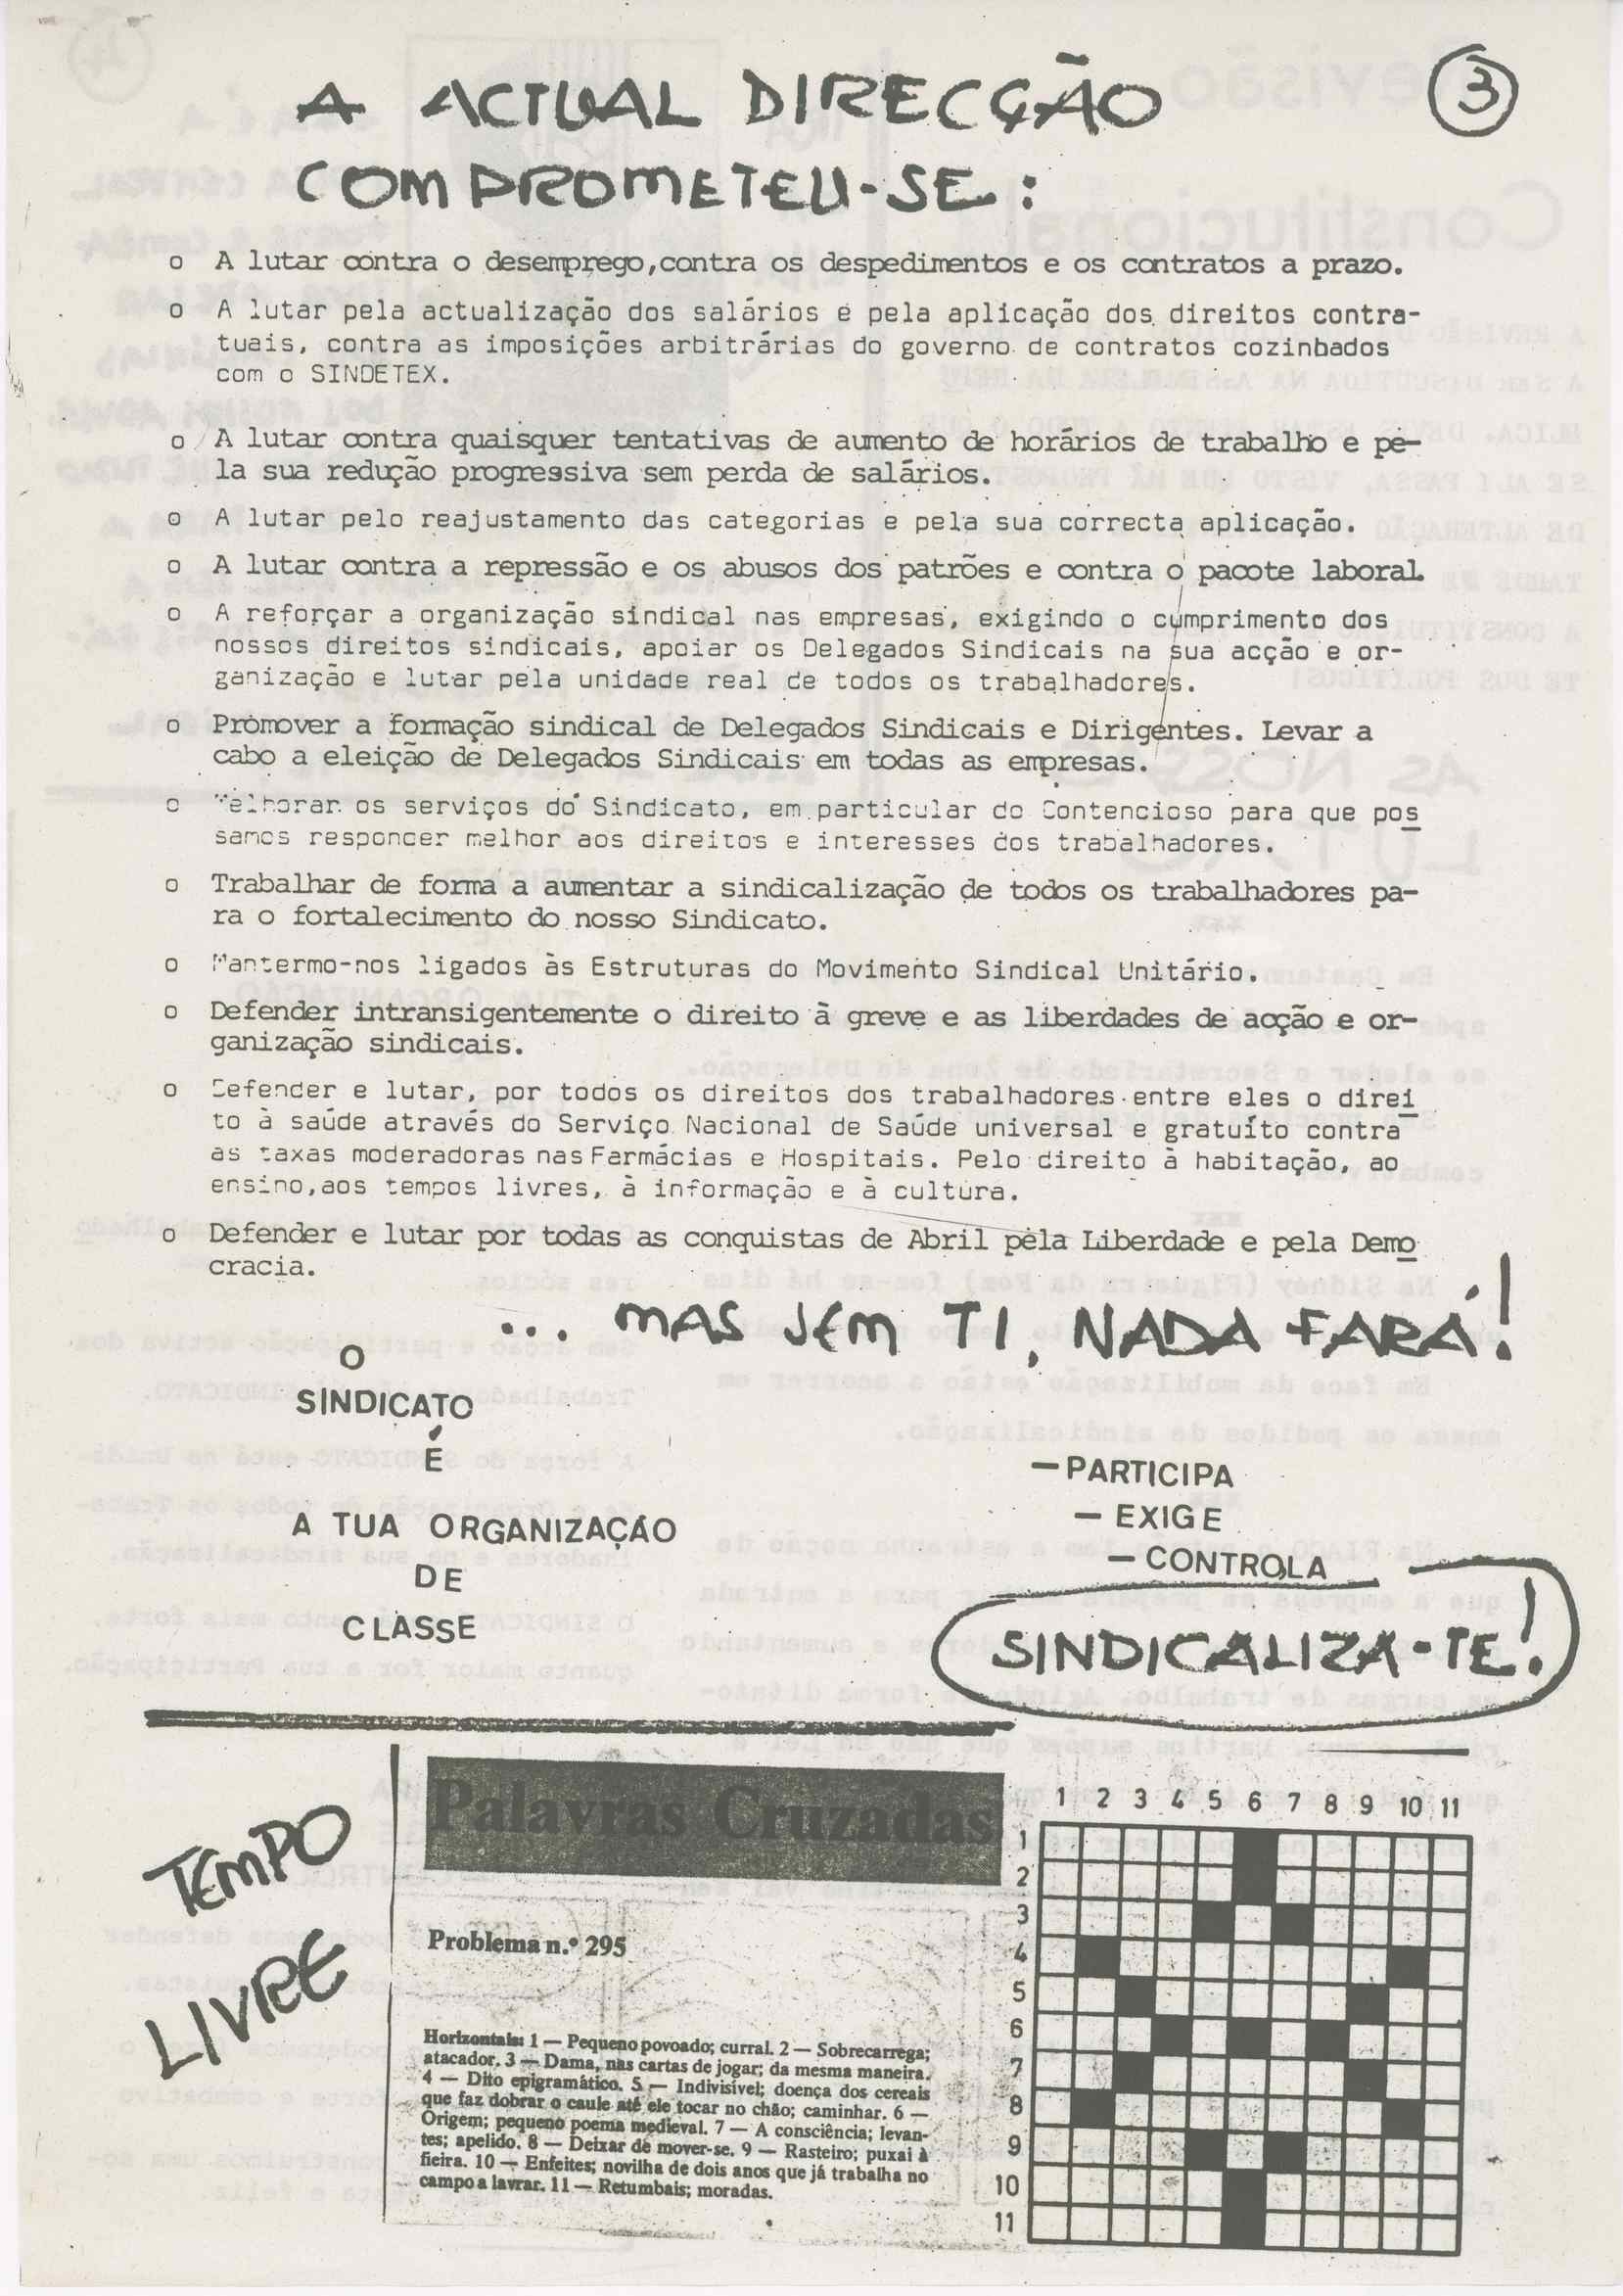 3
A ACTUAL DIRECÇÃO
COMPROMETEU-SE:
o A lutar contra o desemprego,contra os despedimentos e os contratos a prazo.
o A lutar pela actualização dos salários e pela aplicação dos direitos contra-
tuais, contra as imposições arbitrárias do governo de contratos cozinhados
com o SINDETEX.
o A lutar contra quaisquer tentativas de aumento de horários de trabalho e pe-
la sua redução progressiva sem perda de salários.
o A lutar pelo reajustamento das categorias e pela sua correcta aplicação.
o A lutar contra a repressão e os abusos dos patrões e contra o pacote laboral.
o A reforçar a organização sindical nas empresas, exigindo o cumprimento dos
nossos direitos sindicais, apoiar os Delegados Sindicais na sua acção e or-
ganização e lutar pela unidade real de todos os trabalhadores.
o Promover a formação sindical de Delegados Sindicais e Dirigentes. Levar a
cabo a eleição de Delegados Sindicais em todas as empresas.
o Melhorar os serviços do Sindicato, em particular do Contencioso para que pos
samos responder melhor aos direitos e interesses dos trabalhadores.
o Trabalhar de forma a aumentar a sindicalização de todos os trabalhadores pa-
ra o fortalecimento do nosso Sindicato.
o Mantermo-nos ligados às Estruturas do Movimento Sindical Unitário.
o Defender intransigentemente o direito à greve e as liberdades de acção e or-
ganização sindicais.
o Defender e lutar, por todos os direitos dos trabalhadores entre eles o direi
to à saúde através do Serviço Nacional de Saúde universal e gratuíto contra
as taxas moderadoras nas Farmácias e Hospitais. Pelo direito à habitação, ao
ensino,aos tempos livres, à informação e à cultura.
o Defender e lutar por todas as conquistas de Abril pela Liberdade e pela Demo
cracia.
... MAS SEM TI, NADA FARÁ!
O
SINDICATO
É
A TUA ORGANIZAÇÃO
DE
CLASSE
— PARTICIPA
— EXIGE
— CONTROLA
SINDICALIZA-TE!
TEMPO
LIVRE
Palavras Cruzadas
Problema n.º 295
Horizontais: 1 — Pequeno povoado; curral. 2 — Sobrecarrega;
atacador. 3 — Dama, nas cartas de jogar; da mesma maneira.
4 — Dito epigramático. 5 — Indivisível; doença dos cereais
que faz dobrar o caule até ele tocar no chão; caminhar. 6 —
Origem; pequeno poema medieval. 7 — A consciência; levan-
tes; apelido. 8 — Deixar de mover-se. 9 — Rasteiro; puxai à
fieira. 10 — Enfeites; novilha de dois anos que já trabalha no
campo a lavrar. 11 — Retumbais; moradas.
1 2 3 4 5 6 7 8 9 10 11
1
2
3
4
5
6
7
8
9
10
11